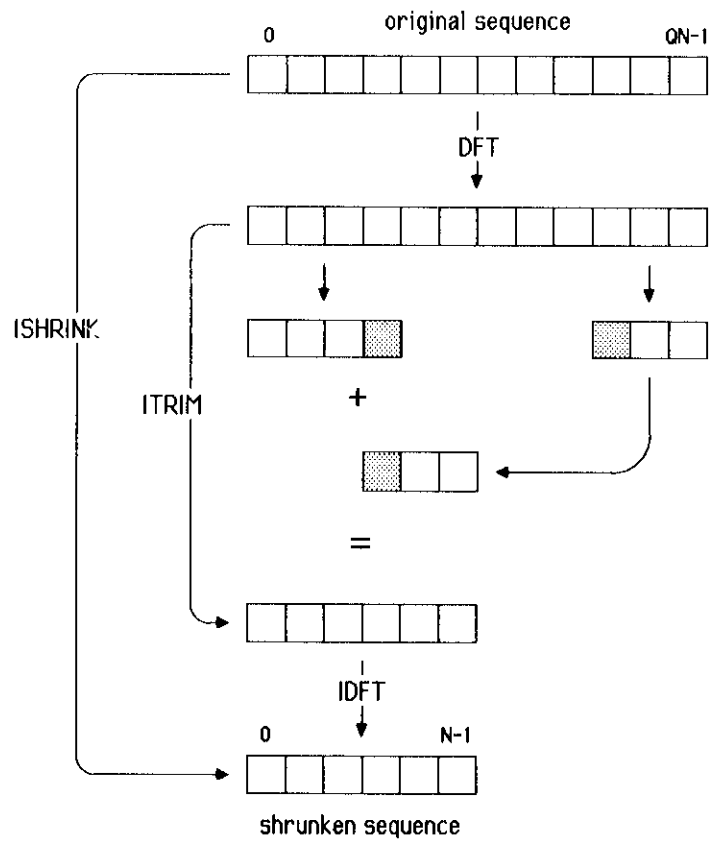 original sequence
0
QN-1
DFT
ISHRINK
ITRIM
+
=
IDFT
0
N-1
shrunken sequence